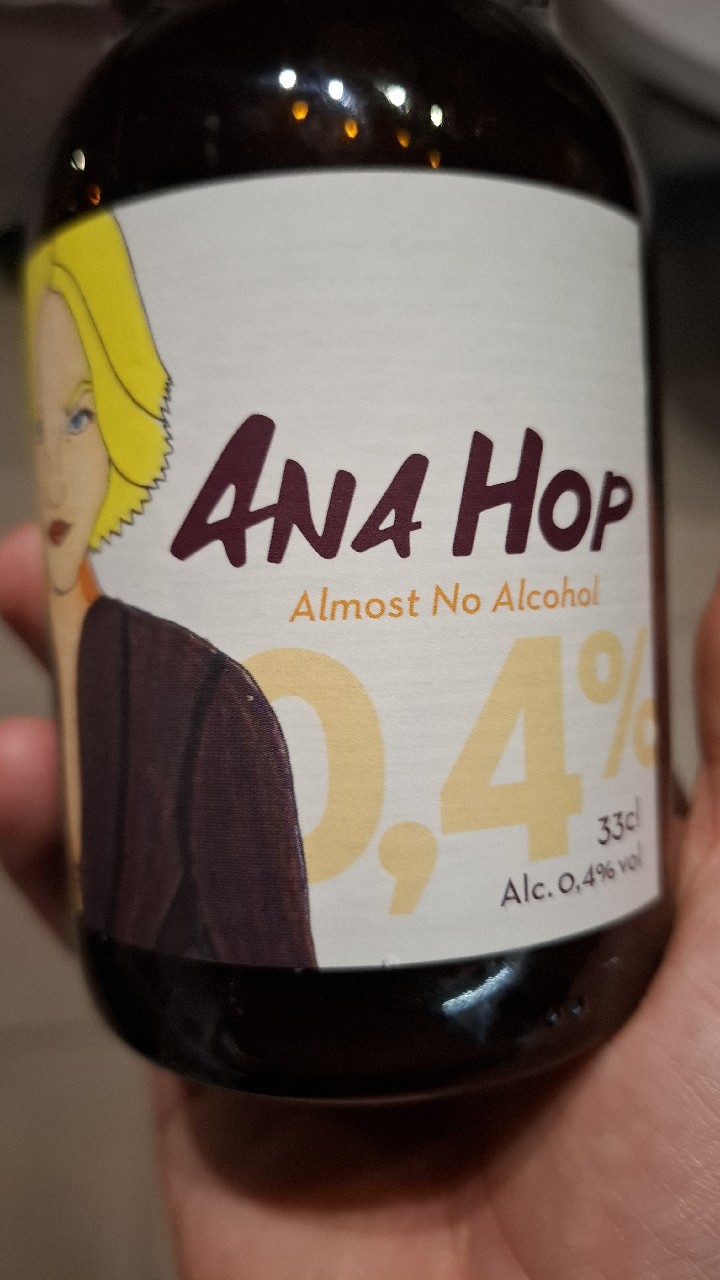 ANA HOP
Almost No Alcohol
0,4%
33cl
Alc. 0,4% vol